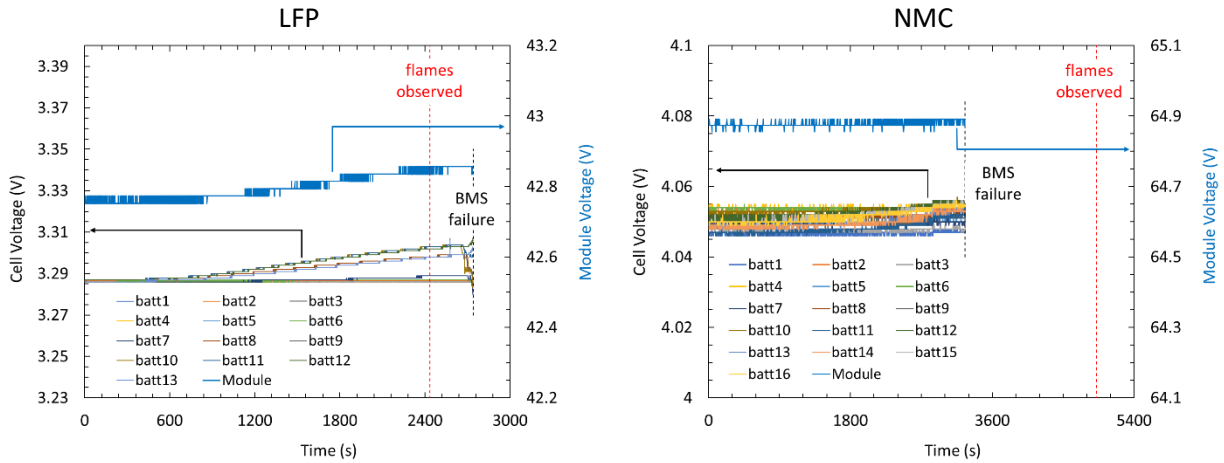 LFP
3.39
3.37
3.35
3.33
3.31
3.29
3.27
3.25
3.23
Cell Voltage (V)
43.2
43
42.8
42.6
42.4
42.2
Module Voltage (V)
flames
observed
BMS
failure
batt1 batt2 batt3
batt4 batt5 batt6
batt7 batt8 batt9
batt10 batt11 batt12
batt13 Module
0 600 1200 1800 2400 3000
Time (s)
NMC
4.1
4.08
4.06
4.04
4.02
4
Cell Voltage (V)
65.1
64.9
64.7
64.5
64.3
64.1
Module Voltage (V)
flames
observed
BMS
failure
batt1 batt2 batt3
batt4 batt5 batt6
batt7 batt8 batt9
batt10 batt11 batt12
batt13 batt14 batt15
batt16 Module
0 1800 3600 5400
Time (s)